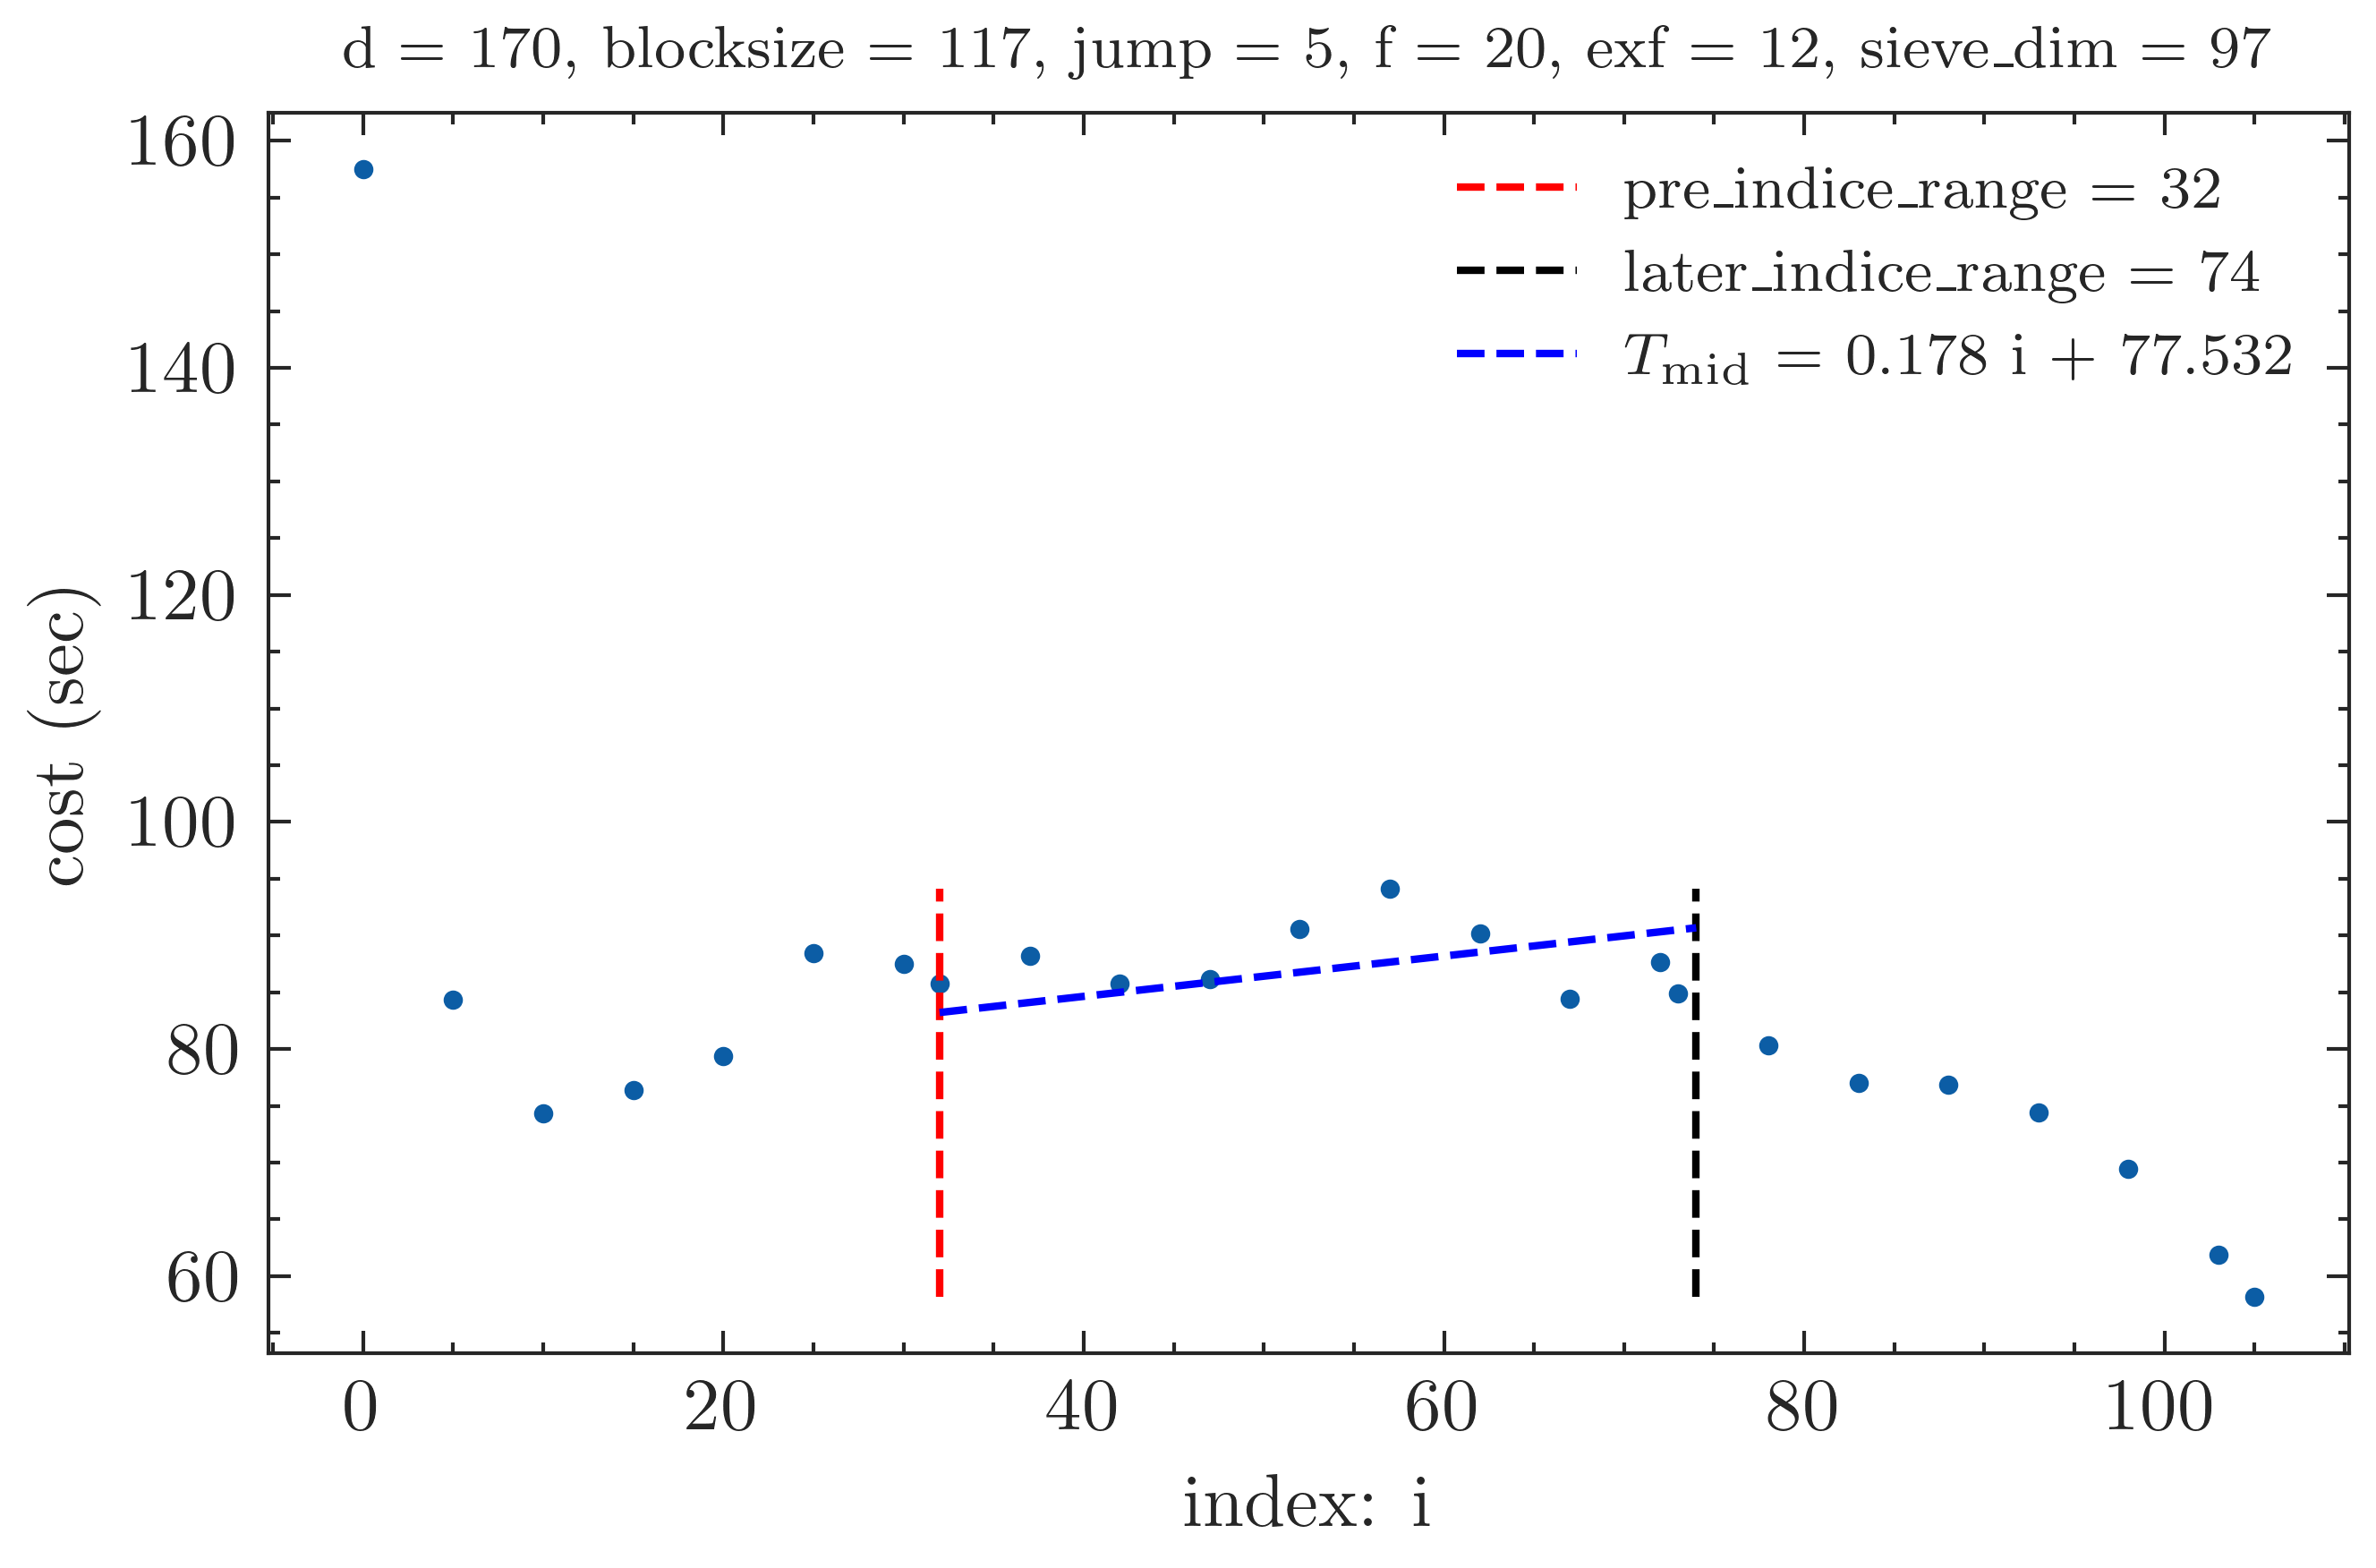 d = 170, blocksize = 117, jump = 5, f = 20, exf = 12, sieve_dim = 97
160
140
120
100
80
60
cost (sec)
pre_indice_range = 32
later_indice_range = 74
T_mid = 0.178 i + 77.532
0 20 40 60 80 100
index: i